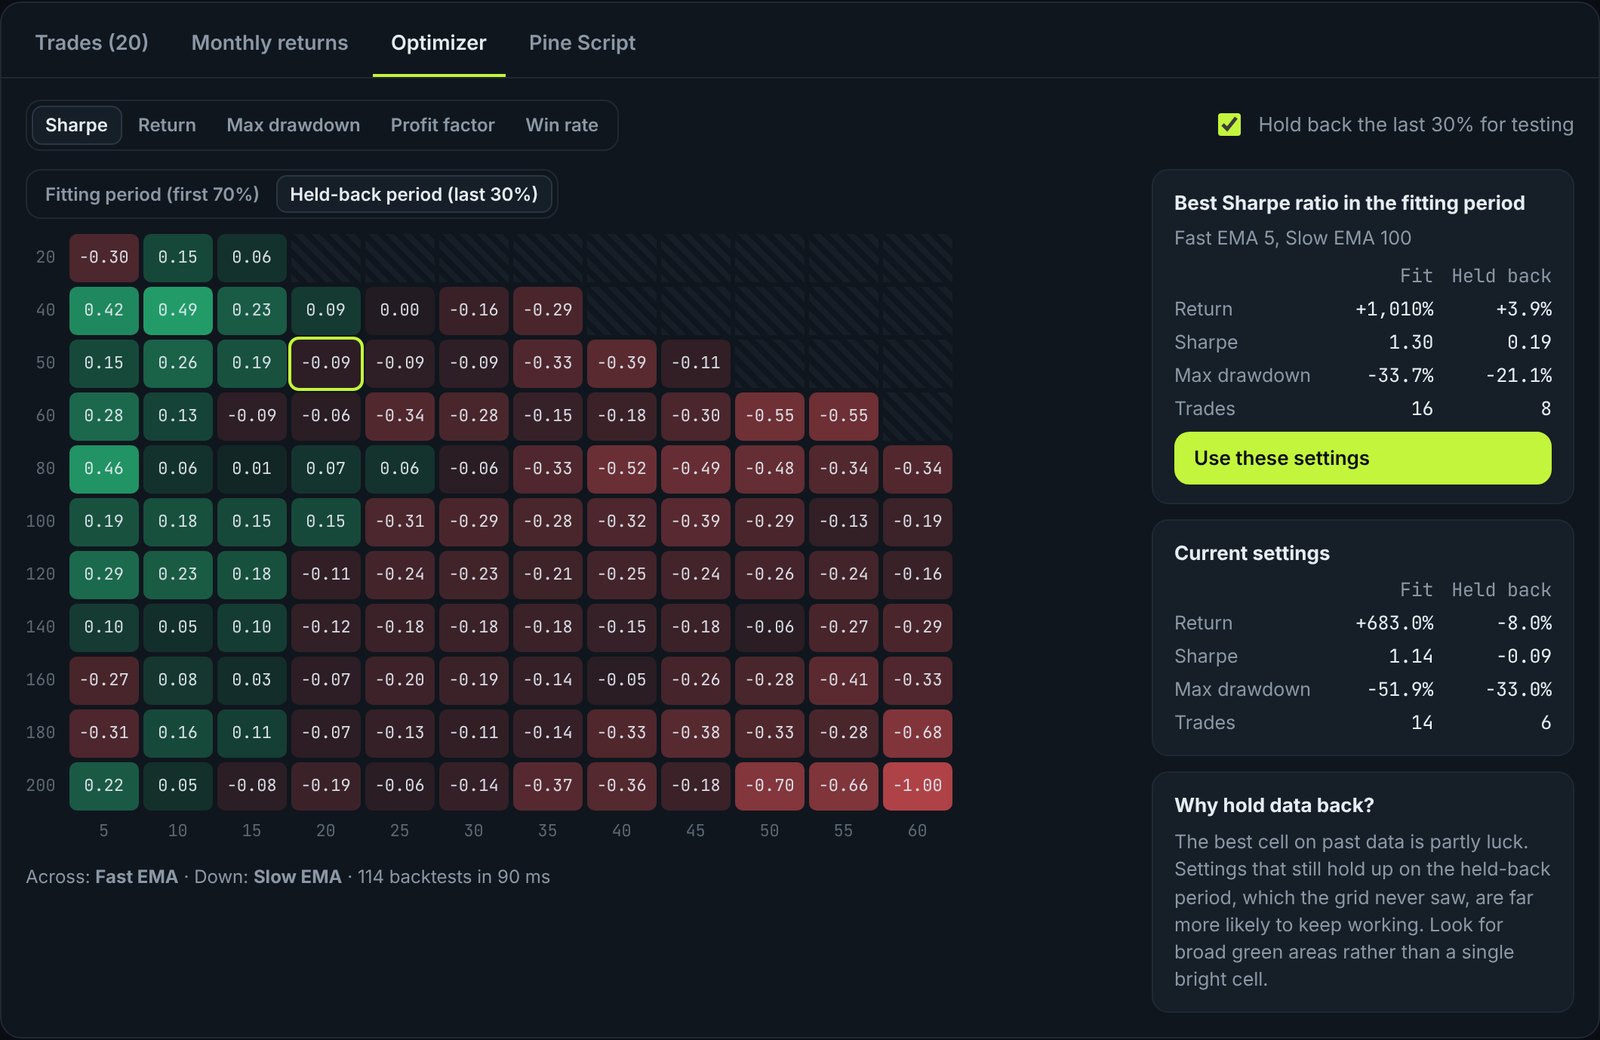 Trades (20) Monthly returns Optimizer Pine Script
Sharpe Return Max drawdown Profit factor Win rate
Hold back the last 30% for testing
Fitting period (first 70%) Held-back period (last 30%)
20 -0.30 0.15 0.06
40 0.42 0.49 0.23 0.09 0.00 -0.16 -0.29
50 0.15 0.26 0.19 -0.09 -0.09 -0.09 -0.33 -0.39 -0.11
60 0.28 0.13 -0.09 -0.06 -0.34 -0.28 -0.15 -0.18 -0.30 -0.55 -0.55
80 0.46 0.06 0.01 0.07 0.06 -0.06 -0.33 -0.52 -0.49 -0.48 -0.34 -0.34
100 0.19 0.18 0.15 0.15 -0.31 -0.29 -0.28 -0.32 -0.39 -0.29 -0.13 -0.19
120 0.29 0.23 0.18 -0.11 -0.24 -0.23 -0.21 -0.25 -0.24 -0.26 -0.24 -0.16
140 0.10 0.05 0.10 -0.12 -0.18 -0.18 -0.18 -0.15 -0.18 -0.06 -0.27 -0.29
160 -0.27 0.08 0.03 -0.07 -0.20 -0.19 -0.14 -0.05 -0.26 -0.28 -0.41 -0.33
180 -0.31 0.16 0.11 -0.07 -0.13 -0.11 -0.14 -0.33 -0.38 -0.33 -0.28 -0.68
200 0.22 0.05 -0.08 -0.19 -0.06 -0.14 -0.37 -0.36 -0.18 -0.70 -0.66 -1.00
5 10 15 20 25 30 35 40 45 50 55 60
Across: Fast EMA · Down: Slow EMA · 114 backtests in 90 ms
Best Sharpe ratio in the fitting period
Fast EMA 5, Slow EMA 100
Fit Held back
Return +1,010% +3.9%
Sharpe 1.30 0.19
Max drawdown -33.7% -21.1%
Trades 16 8
Use these settings
Current settings
Fit Held back
Return +683.0% -8.0%
Sharpe 1.14 -0.09
Max drawdown -51.9% -33.0%
Trades 14 6
Why hold data back?
The best cell on past data is partly luck.
Settings that still hold up on the held-back
period, which the grid never saw, are far
more likely to keep working. Look for
broad green areas rather than a single
bright cell.